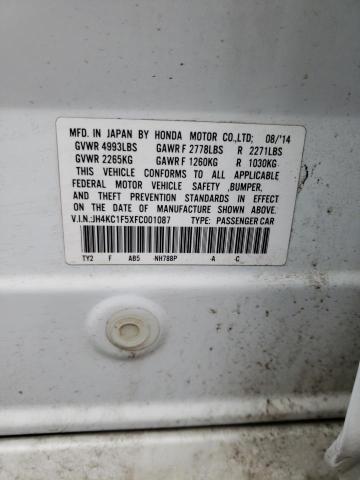 MFD. IN JAPAN BY HONDA MOTOR CO.,LTD; 08/'14
GVWR 4993LBS GAWR F 2778LBS R 2271LBS
GVWR 2265KG GAWR F 1260KG R 1030KG
THIS VEHICLE CONFORMS TO ALL APPLICABLE
FEDERAL MOTOR VEHICLE SAFETY ,BUMPER,
AND THEFT PREVENTION STANDARDS IN EFFECT
ON THE DATE OF MANUFACTURE SHOWN ABOVE.
V.I.N.:JH4KC1F5XFC001087 TYPE: PASSENGER CAR
TY2 F AB5 -NH788P -A -C